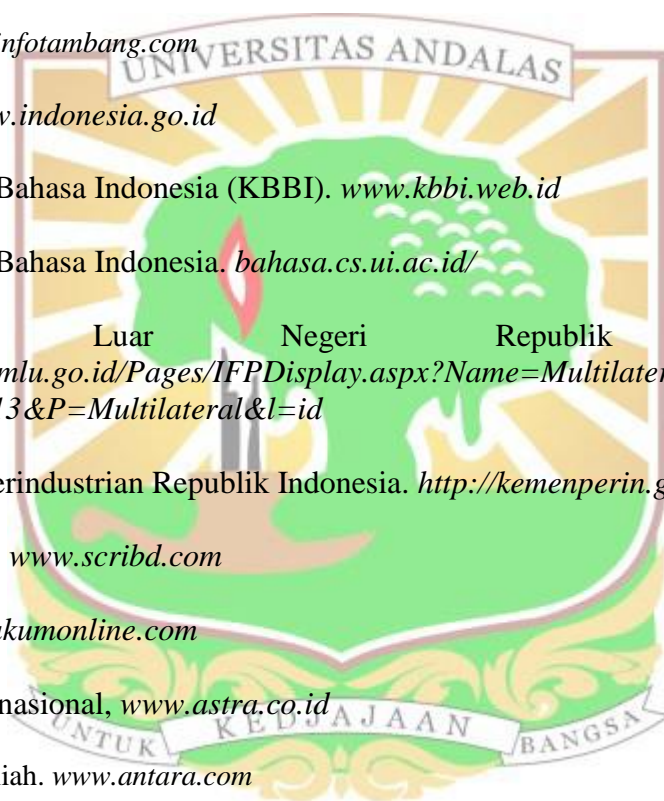 infotambang.com
UNIVERSITAS ANDALAS
w.indonesia.go.id
Bahasa Indonesia (KBBI). www.kbbi.web.id
Bahasa Indonesia. bahasa.cs.ui.ac.id/
Luar Negeri Republik
mlu.go.id/Pages/IFPDisplay.aspx?Name=Multilater
13&P=Multilateral&l=id
erindustrian Republik Indonesia. http://kemenperin.g
www.scribd.com
ukumonline.com
nasional, www.astra.co.id
UNTUK KEDJAJAAN BANGSA
iah. www.antara.com